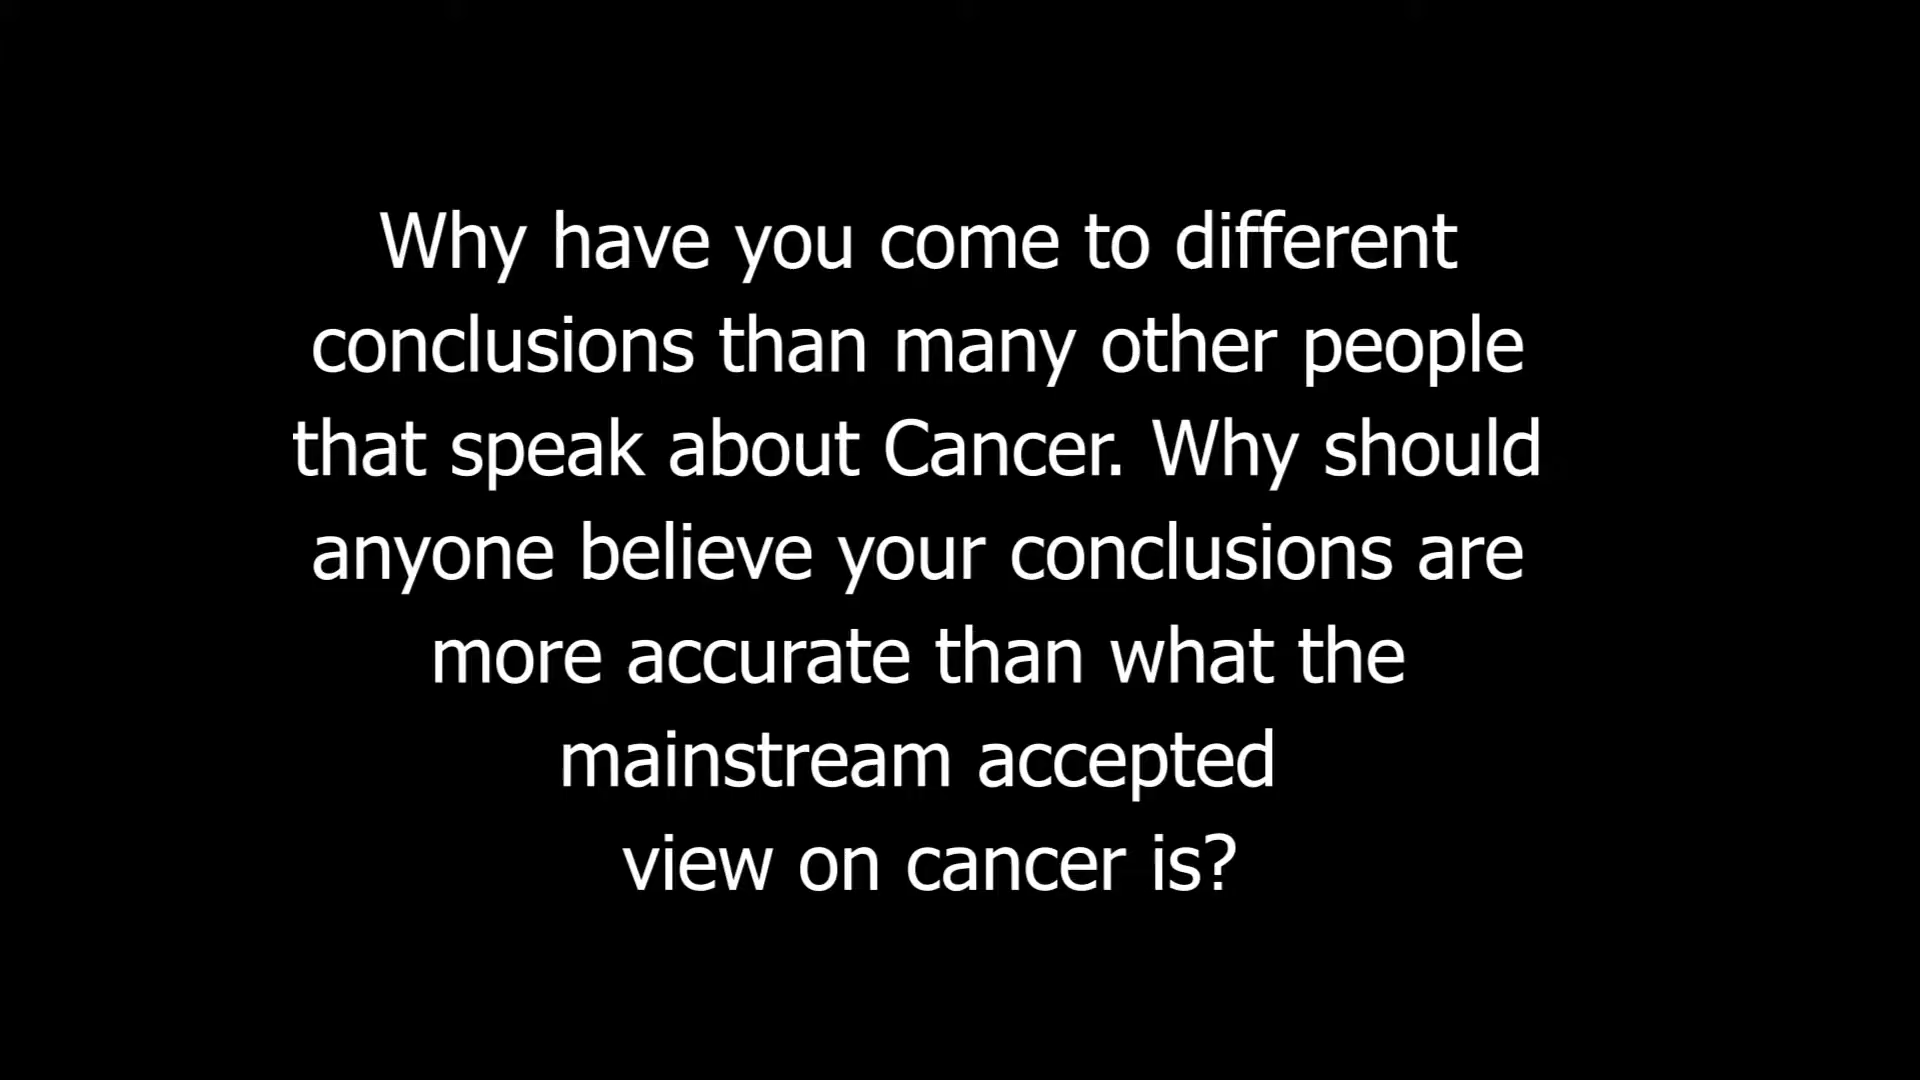 Why have you come to different
conclusions than many other people
that speak about Cancer. Why should
anyone believe your conclusions are
more accurate than what the
mainstream accepted
view on cancer is?